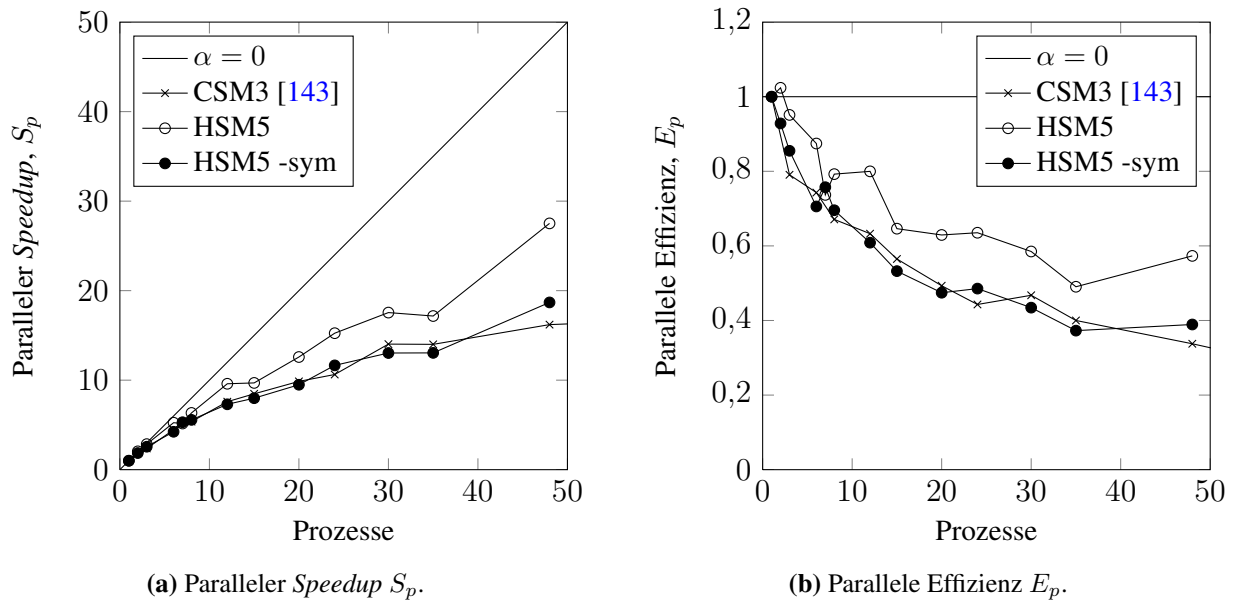 50
40
30
20
10
0
0 10 20 30 40 50
Paralleler Speedup, S_p
Prozesse
α = 0
CSM3 [143]
HSM5
HSM5 -sym
(a) Paralleler Speedup S_p.
1,2
1
0,8
0,6
0,4
0,2
0
0 10 20 30 40 50
Parallele Effizienz, E_p
Prozesse
α = 0
CSM3 [143]
HSM5
HSM5 -sym
(b) Parallele Effizienz E_p.